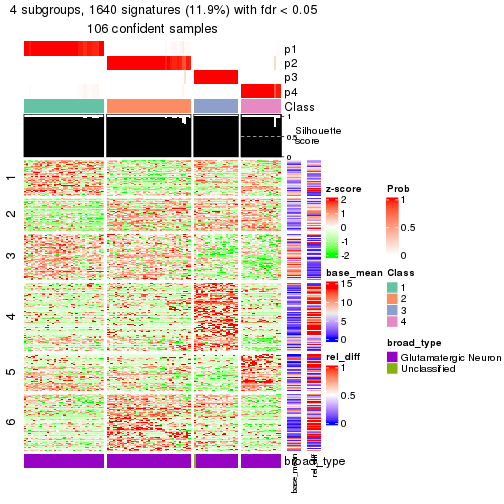 4 subgroups, 1640 signatures (11.9%) with fdr < 0.05
106 confident samples
p1
p2
p3
p4
Class
1
0.5
0
Silhouette
score
1
2
3
4
5
6
broad_type
base_mean
rel_diff
z-score
2
1
0
-1
-2
base_mean
15
10
5
0
rel_diff
1
0.5
0
Prob
1
0.5
0
Class
1
2
3
4
broad_type
Glutamatergic Neuron
Unclassified